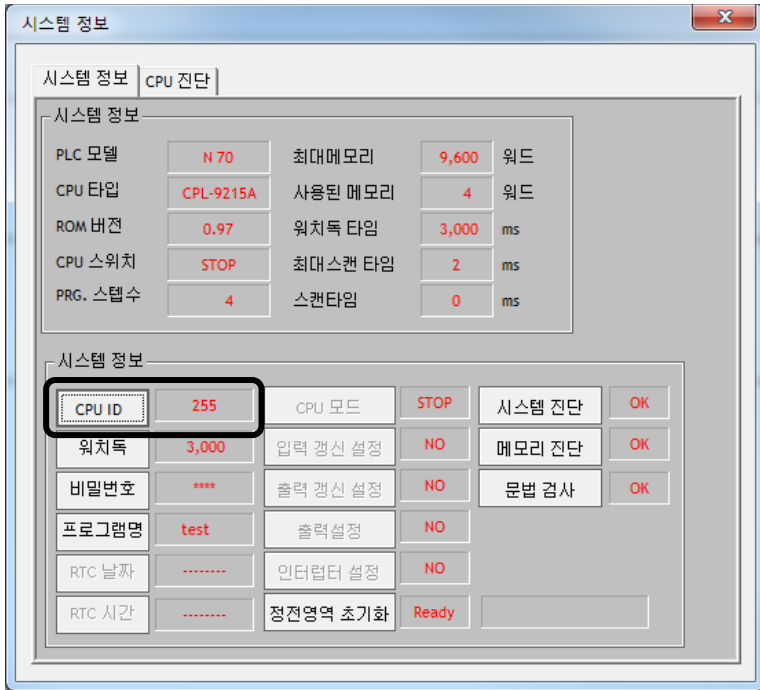 시스템 정보
X
시스템 정보 CPU 진단
시스템 정보
PLC 모델 N 70 최대메모리 9,600 워드
CPU 타입 CPL-9215A 사용된 메모리 4 워드
ROM 버전 0.97 워치독 타임 3,000 ms
CPU 스위치 STOP 최대스캔 타임 2 ms
PRG. 스텝수 4 스캔타임 0 ms
시스템 정보
CPU ID 255 CPU 모드 STOP 시스템 진단 OK
워치독 3,000 입력 갱신 설정 NO 메모리 진단 OK
비밀번호 **** 출력 갱신 설정 NO 문법 검사 OK
프로그램명 test 출력설정 NO
RTC 날짜 -------- 인터럽터 설정 NO
RTC 시간 -------- 정전영역 초기화 Ready